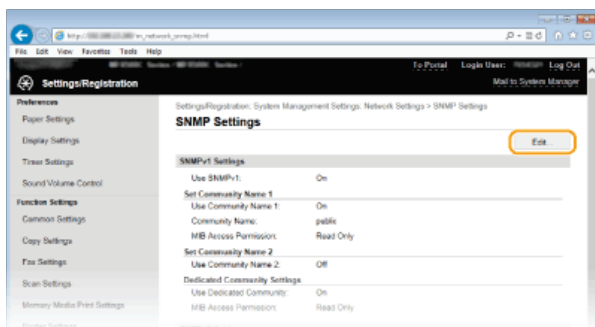 http://
m_network_snmp.html
File Edit View Favorites Tools Help
To Portal Login User: Log Out
Settings/Registration
Mail to System Manager
Preferences
Paper Settings
Display Settings
Timer Settings
Sound Volume Control
Function Settings
Common Settings
Copy Settings
Fax Settings
Scan Settings
Memory Media Print Settings
Settings/Registration: System Management Settings: Network Settings > SNMP Settings
SNMP Settings
Edit...
SNMPv1 Settings
Use SNMPv1: On
Set Community Name 1
Use Community Name 1: On
Community Name: public
MIB Access Permission: Read Only
Set Community Name 2
Use Community Name 2: Off
Dedicated Community Settings
Use Dedicated Community: On
MIB Access Permission: Read Only